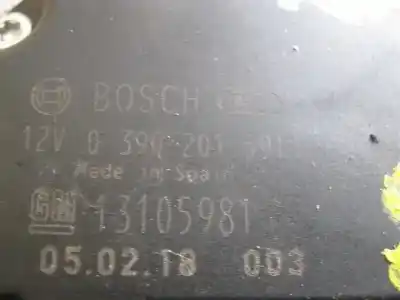 BOSCH
12V 0 390 201
Made in Spain
GM 13105981
05.02.18 003